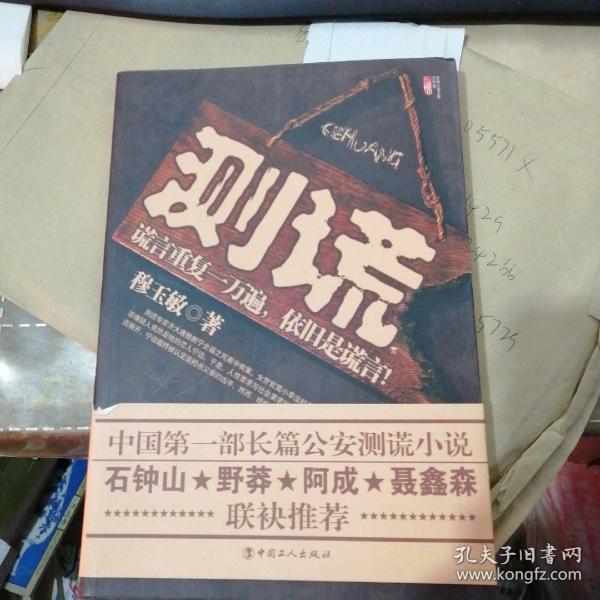 CEHUANG
测谎
谎言重复一万遍，依旧是谎言！
穆玉敏◎著
中国第一部长篇公安测谎小说
石钟山★野莽★阿成★聂鑫森
★★★★★★★★★★★★联袂推荐★★★★★★★★★★★★
中国工人出版社
05571X
孔夫子旧书网
www.kongfz.com